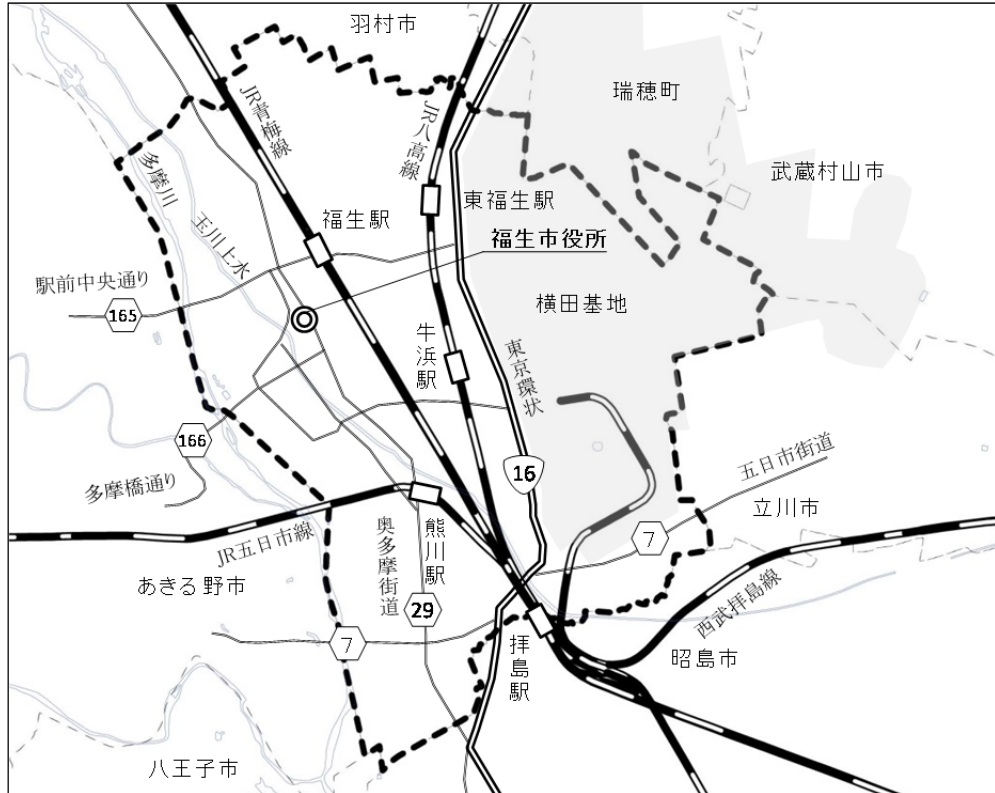 羽村市
瑞穂町
武蔵村山市
JR青梅線
JR八高線
多摩川
玉川上水
福生駅
東福生駅
福生市役所
駅前中央通り
165
横田基地
牛浜駅
東京環状
166
16
多摩橋通り
五日市街道
立川市
7
JR五日市線
奥多摩街道
熊川駅
あきる野市
29
7
西武拝島線
拝島駅
昭島市
八王子市